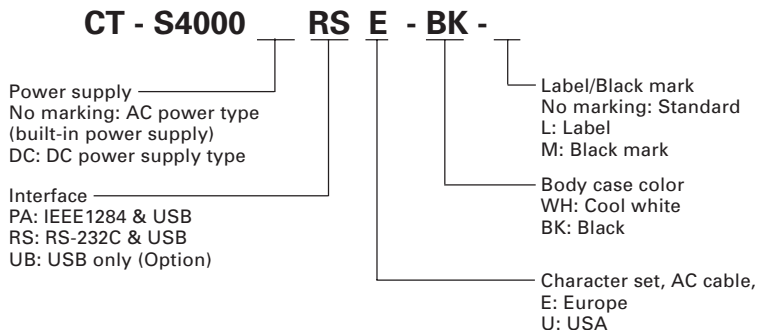 CT - S4000 __ RS E - BK - __
Power supply
No marking: AC power type
(built-in power supply)
DC: DC power supply type
Interface
PA: IEEE1284 & USB
RS: RS-232C & USB
UB: USB only (Option)
Label/Black mark
No marking: Standard
L: Label
M: Black mark
Body case color
WH: Cool white
BK: Black
Character set, AC cable,
E: Europe
U: USA